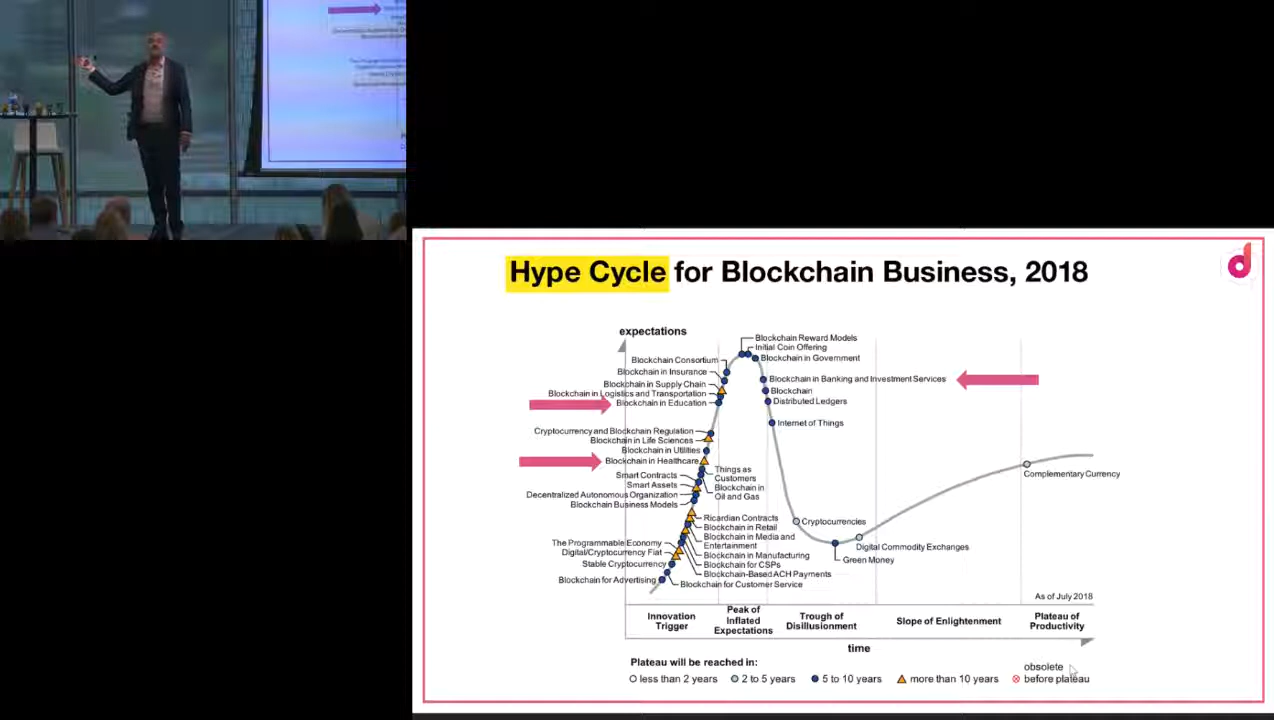 Hype Cycle for Blockchain Business, 2018
expectations
Blockchain Reward Models
Initial Coin Offering
Blockchain in Government
Blockchain Consortium
Blockchain in Insurance
Blockchain in Supply Chain
Blockchain in Logistics and Transportation
Blockchain in Education
Blockchain in Banking and Investment Services
Blockchain
Distributed Ledgers
Internet of Things
Cryptocurrency and Blockchain Regulation
Blockchain in Life Sciences
Blockchain in Utilities
Blockchain in Healthcare
Smart Contracts
Smart Assets
Decentralized Autonomous Organization
Blockchain Business Models
Things as
Customers
Blockchain in
Oil and Gas
Ricardian Contracts
Blockchain in Retail
Blockchain in Media and
Entertainment
Blockchain in Manufacturing
Blockchain for CSPs
Blockchain-Based ACH Payments
Blockchain for Customer Service
The Programmable Economy
Digital/Cryptocurrency Fiat
Stable Cryptocurrency
Blockchain for Advertising
Cryptocurrencies
Digital Commodity Exchanges
Green Money
Complementary Currency
As of July 2018
Innovation
Trigger
Peak of
Inflated
Expectations
Trough of
Disillusionment
Slope of Enlightenment
Plateau of
Productivity
time
Plateau will be reached in:
less than 2 years
2 to 5 years
5 to 10 years
more than 10 years
obsolete
before plateau